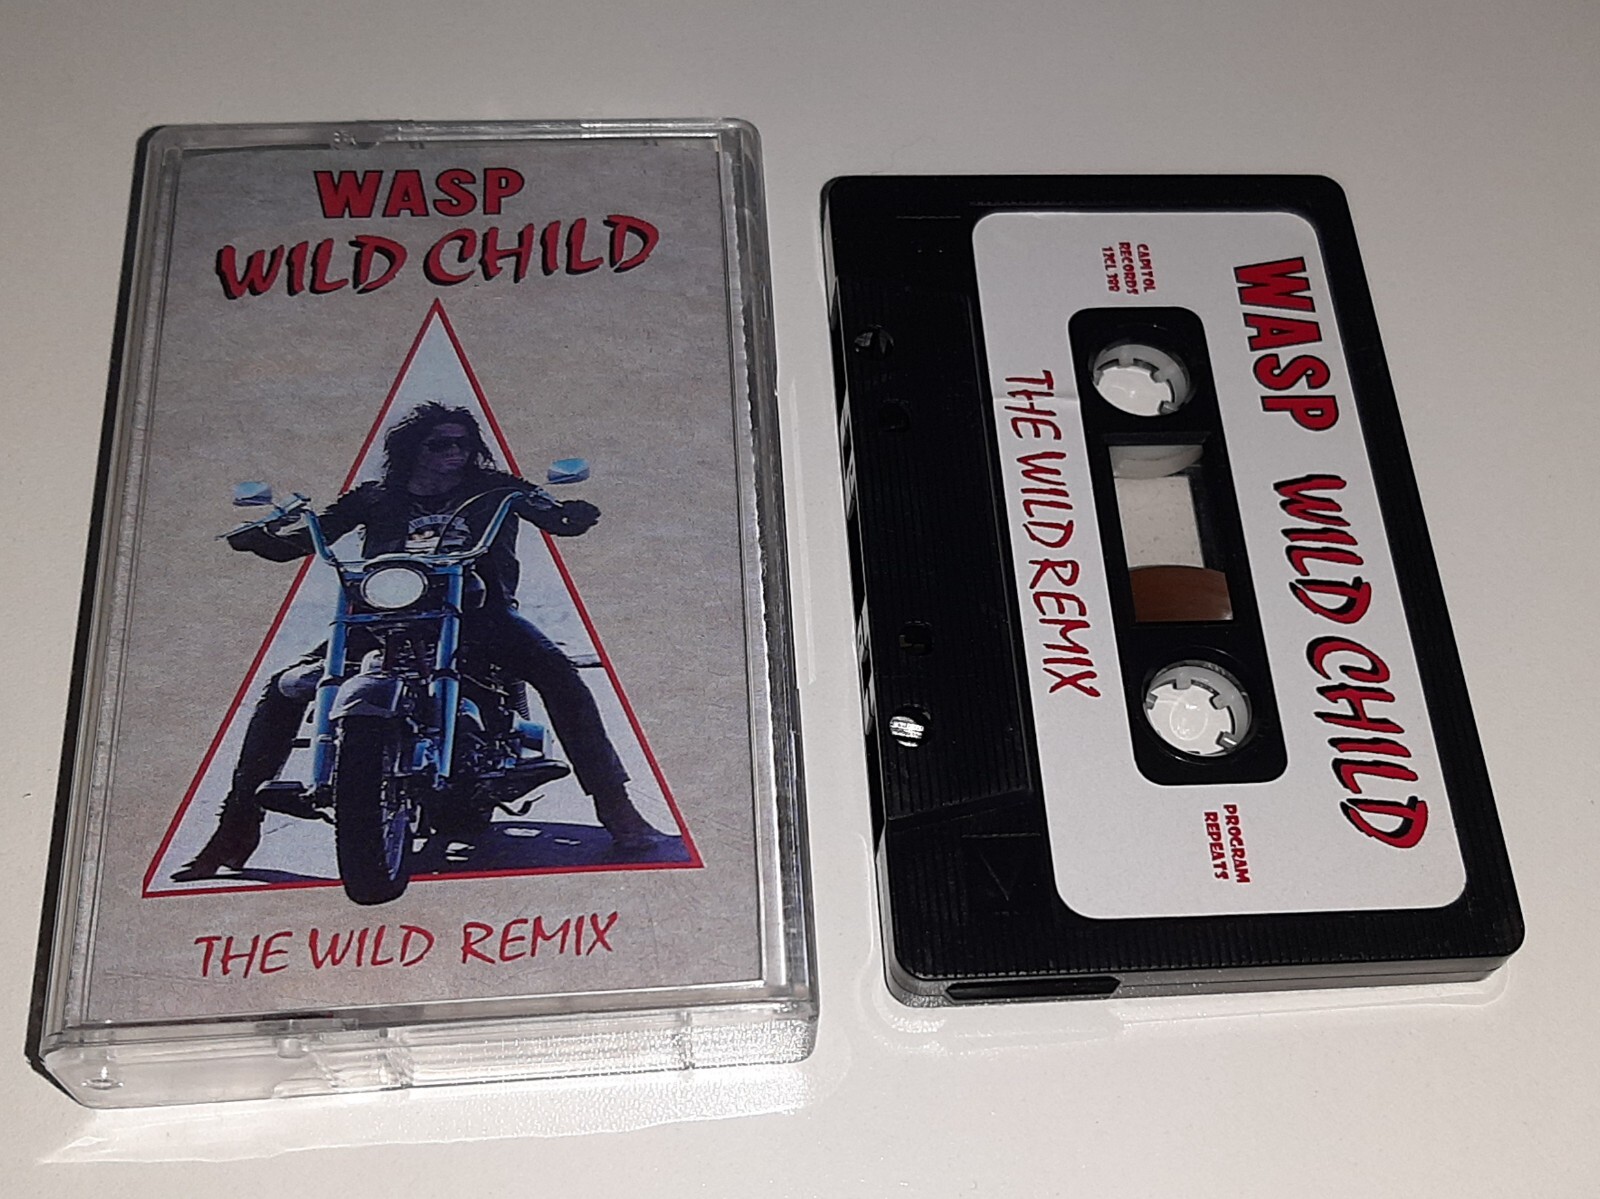 WASP
WILD CHILD
THE WILD REMIX
WASP WILD CHILD
CAPITOL
RECORDS
PROGRAM
REPEATS
THE WILD REMIX